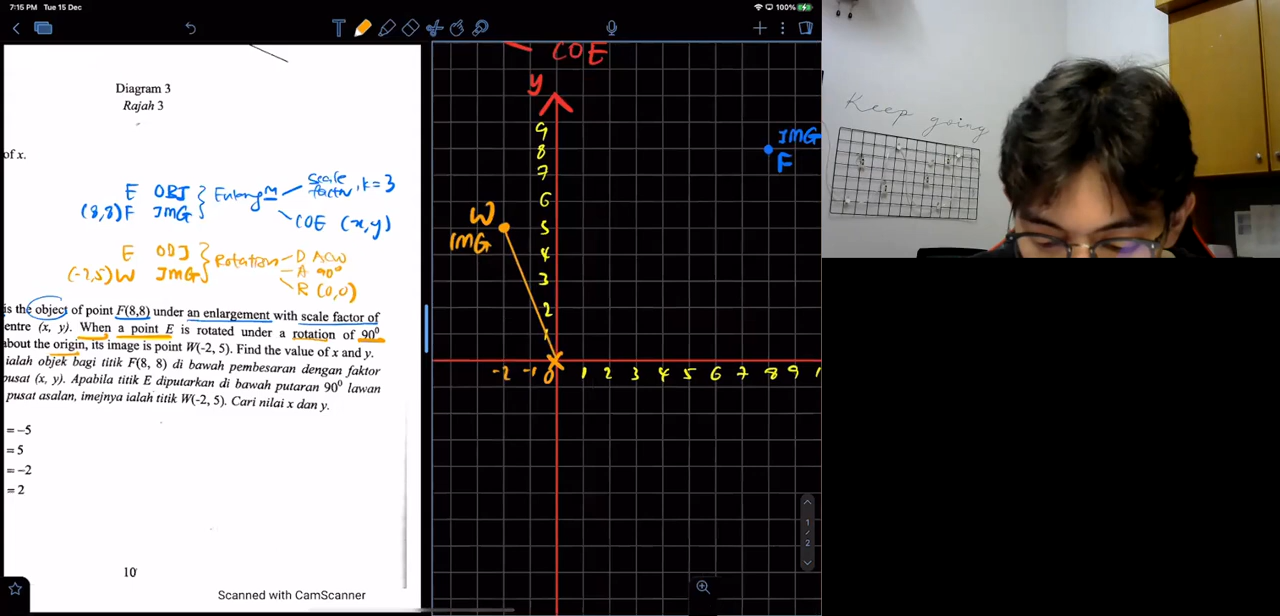 7:15 PM Tue 15 Dec
100%
Diagram 3
Rajah 3
of x.
E OBJ } Enlarg M
scale factor, k = 3
(8,8) F IMG
COE (x,y)
E OBJ } Rotation
D ACW
A 90°
R (0,0)
(-2,5) W IMG
is the object of point F(8,8) under an enlargement with scale factor of
entre (x, y). When a point E is rotated under a rotation of 90⁰
about the origin, its image is point W(-2, 5). Find the value of x and y.
ialah objek bagi titik F(8, 8) di bawah pembesaran dengan faktor
pusat (x, y). Apabila titik E diputarkan di bawah putaran 90⁰ lawan
pusat asalan, imejnya ialah titik W(-2, 5). Cari nilai x dan y.
= -5
= 5
= -2
= 2
10
Scanned with CamScanner
COE
y
9
8
7
6
5
4
3
2
1
-2 -1 0 1 2 3 4 5 6 7 8 9 1
W
IMG
IMG
F
1
/
2
Keep going